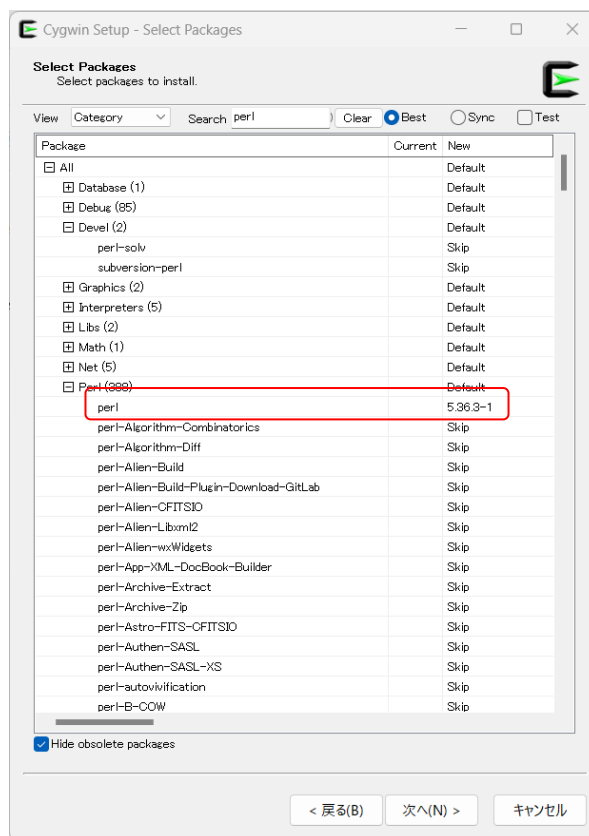 Cygwin Setup - Select Packages
Select Packages
Select packages to install.
View Category Search perl Clear Best Sync Test
Package Current New
All Default
Database (1) Default
Debug (85) Default
Devel (2) Default
perl-solv Skip
subversion-perl Skip
Graphics (2) Default
Interpreters (5) Default
Libs (2) Default
Math (1) Default
Net (5) Default
Perl (388) Default
perl 5.36.3-1
perl-Algorithm-Combinatorics Skip
perl-Algorithm-Diff Skip
perl-Alien-Build Skip
perl-Alien-Build-Plugin-Download-GitLab Skip
perl-Alien-CFITSIO Skip
perl-Alien-Libxml2 Skip
perl-Alien-wxWidgets Skip
perl-App-XML-DocBook-Builder Skip
perl-Archive-Extract Skip
perl-Archive-Zip Skip
perl-Astro-FITS-CFITSIO Skip
perl-Authen-SASL Skip
perl-Authen-SASL-XS Skip
perl-autovivification Skip
perl-B-COW Skip
Hide obsolete packages
< 戻る(B) 次へ(N) > キャンセル